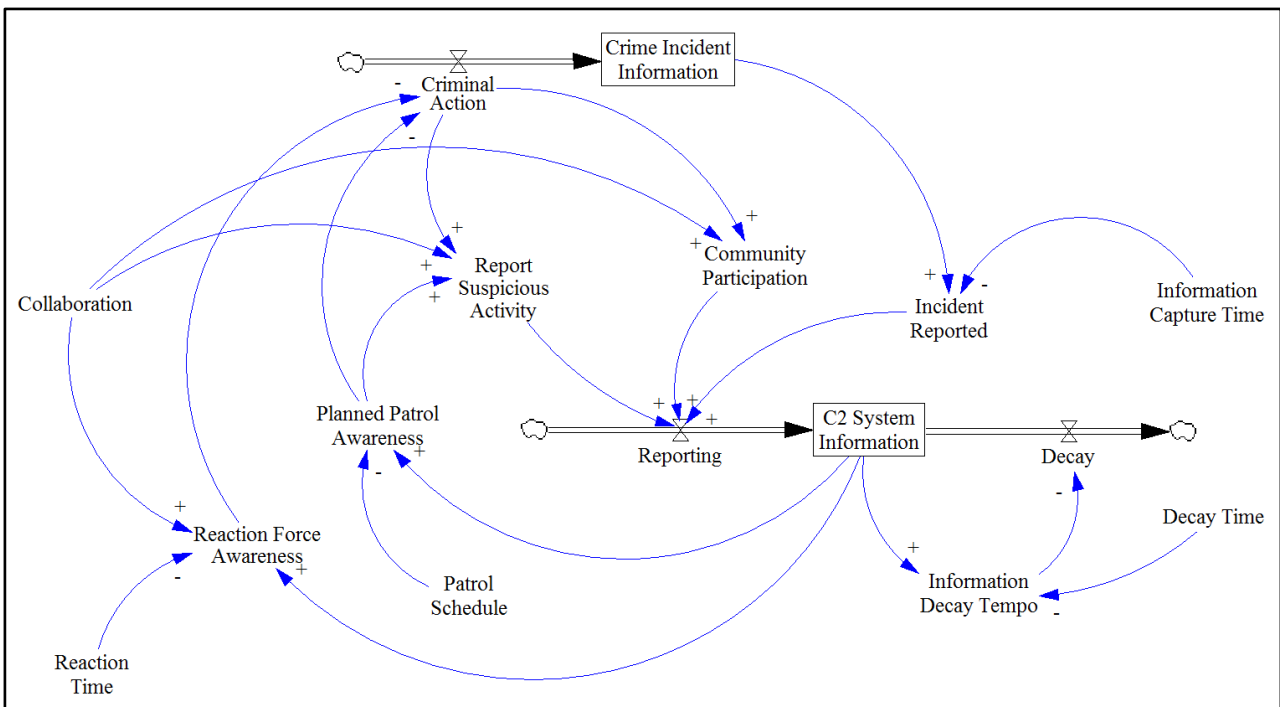 Crime Incident
Information
-
Criminal
Action
-
+
+
+
Community
Participation
+
+
Report
Suspicious
Activity
+
-
Collaboration
Incident
Reported
Information
Capture Time
Planned Patrol
Awareness
+
+
+
+
C2 System
Information
Reporting
Decay
-
-
+
Reaction Force
Awareness
+
-
Patrol
Schedule
+
Information
Decay Tempo
-
Decay Time
Reaction
Time